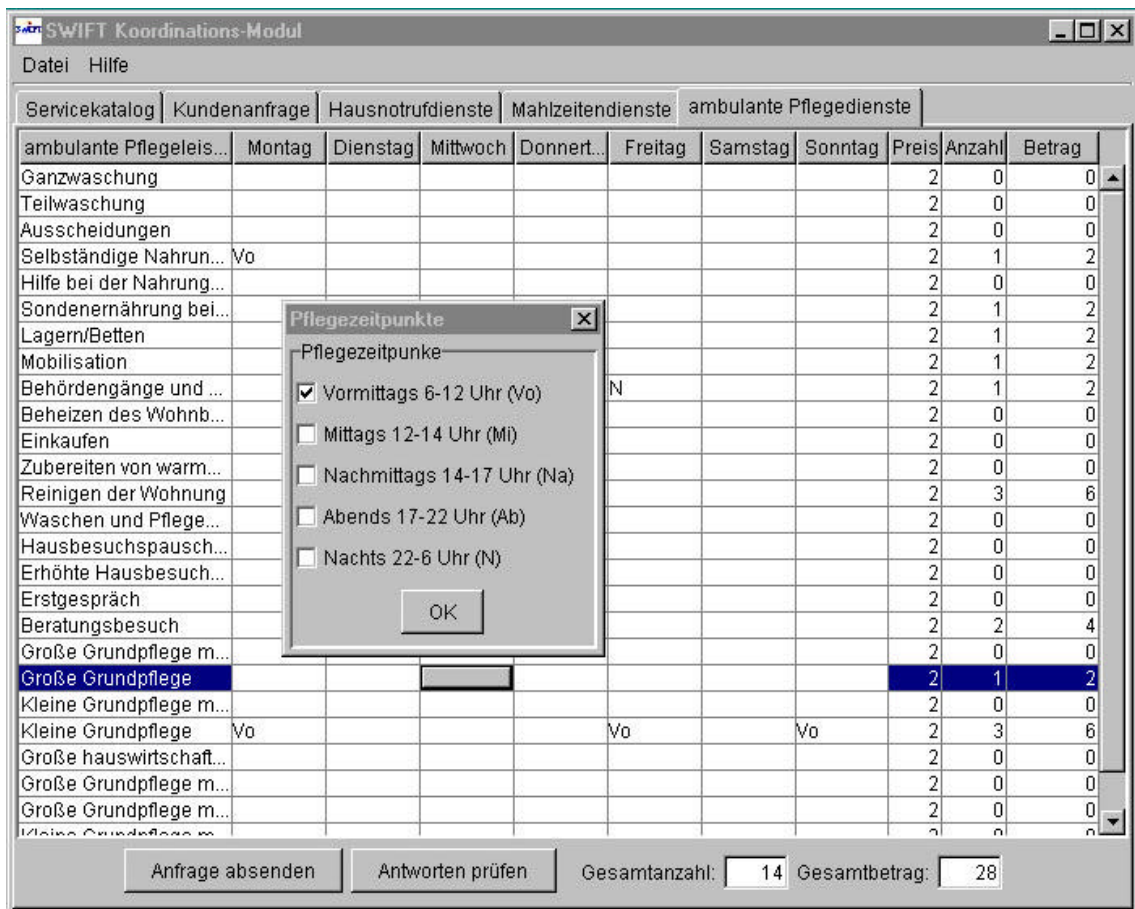 swift SWIFT Koordinations-Modul
Datei Hilfe
Servicekatalog Kundenanfrage Hausnotrufdienste Mahlzeitendienste ambulante Pflegedienste
ambulante Pflegeleis... Montag Dienstag Mittwoch Donnert... Freitag Samstag Sonntag Preis Anzahl Betrag
Ganzwaschung 2 0 0
Teilwaschung 2 0 0
Ausscheidungen 2 0 0
Selbständige Nahrun... Vo 2 1 2
Hilfe bei der Nahrung... 2 0 0
Sondenernährung bei... 2 1 2
Lagern/Betten 2 1 2
Mobilisation 2 1 2
Behördengänge und ... N 2 1 2
Beheizen des Wohnb... 2 0 0
Einkaufen 2 0 0
Zubereiten von warm... 2 0 0
Reinigen der Wohnung 2 3 6
Waschen und Pflege... 2 0 0
Hausbesuchspausch... 2 0 0
Erhöhte Hausbesuch... 2 0 0
Erstgespräch 2 0 0
Beratungsbesuch 2 2 4
Große Grundpflege m... 2 0 0
Große Grundpflege 2 1 2
Kleine Grundpflege m... 2 0 0
Kleine Grundpflege Vo Vo Vo 2 3 6
Große hauswirtschaft... 2 0 0
Große Grundpflege m... 2 0 0
Große Grundpflege m... 2 0 0
Kleine Grundpflege m... 2 0 0
Pflegezeitpunkte
Pflegezeitpunke
Vormittags 6-12 Uhr (Vo)
Mittags 12-14 Uhr (Mi)
Nachmittags 14-17 Uhr (Na)
Abends 17-22 Uhr (Ab)
Nachts 22-6 Uhr (N)
OK
Anfrage absenden Antworten prüfen Gesamtanzahl: 14 Gesamtbetrag: 28